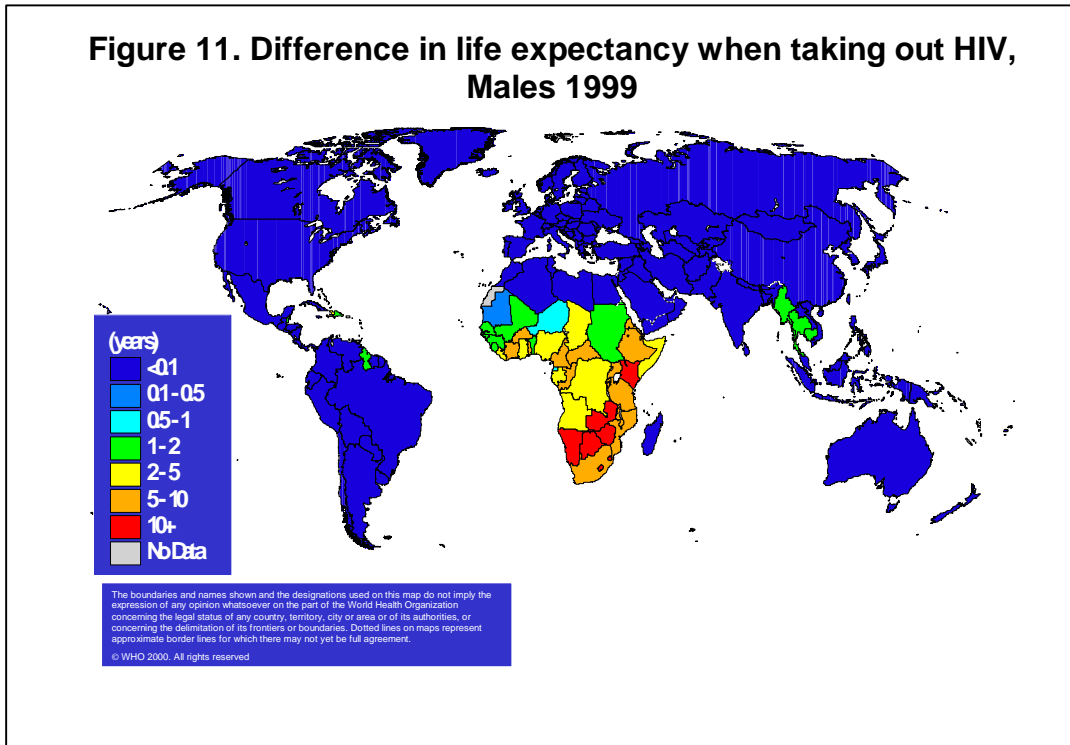 Figure 11. Difference in life expectancy when taking out HIV,
Males 1999
(years)
<0.1
0.1 - 0.5
0.5 - 1
1 - 2
2 - 5
5 - 10
10+
No Data
The boundaries and names shown and the designations used on this map do not imply the
expression of any opinion whatsoever on the part of the World Health Organization
concerning the legal status of any country, territory, city or area or of its authorities, or
concerning the delimitation of its frontiers or boundaries. Dotted lines on maps represent
approximate border lines for which there may not yet be full agreement.
© WHO 2000. All rights reserved